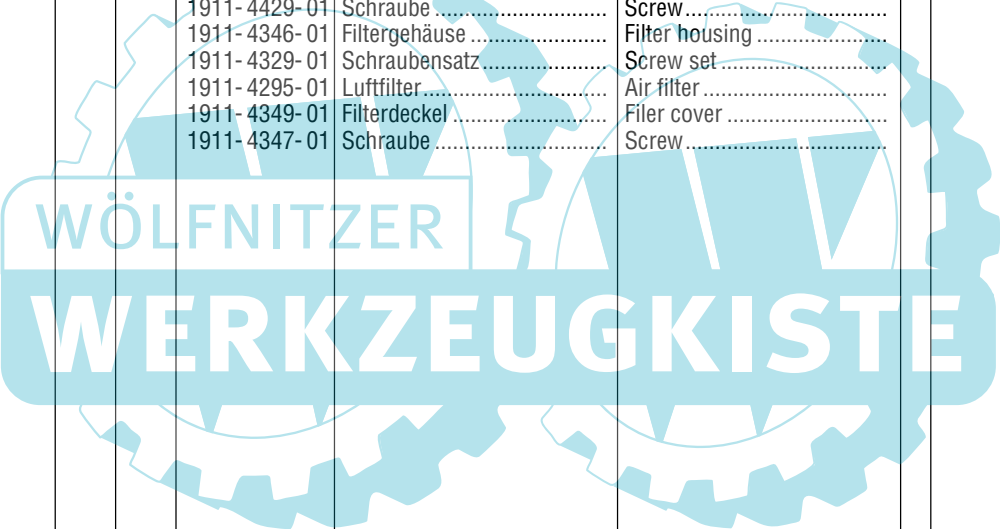 1911- 4429- 01 Schraube ............................. Screw..................................
1911- 4346- 01 Filtergehäuse ....................... Filter housing ......................
1911- 4329- 01 Schraubensatz..................... Screw set ............................
1911- 4295- 01 Luftfilter............................... Air filter ...............................
1911- 4349- 01 Filterdeckel .......................... Filer cover ...........................
1911- 4347- 01 Schraube ............................. Screw..................................
WÖLFNITZER
WERKZEUGKISTE